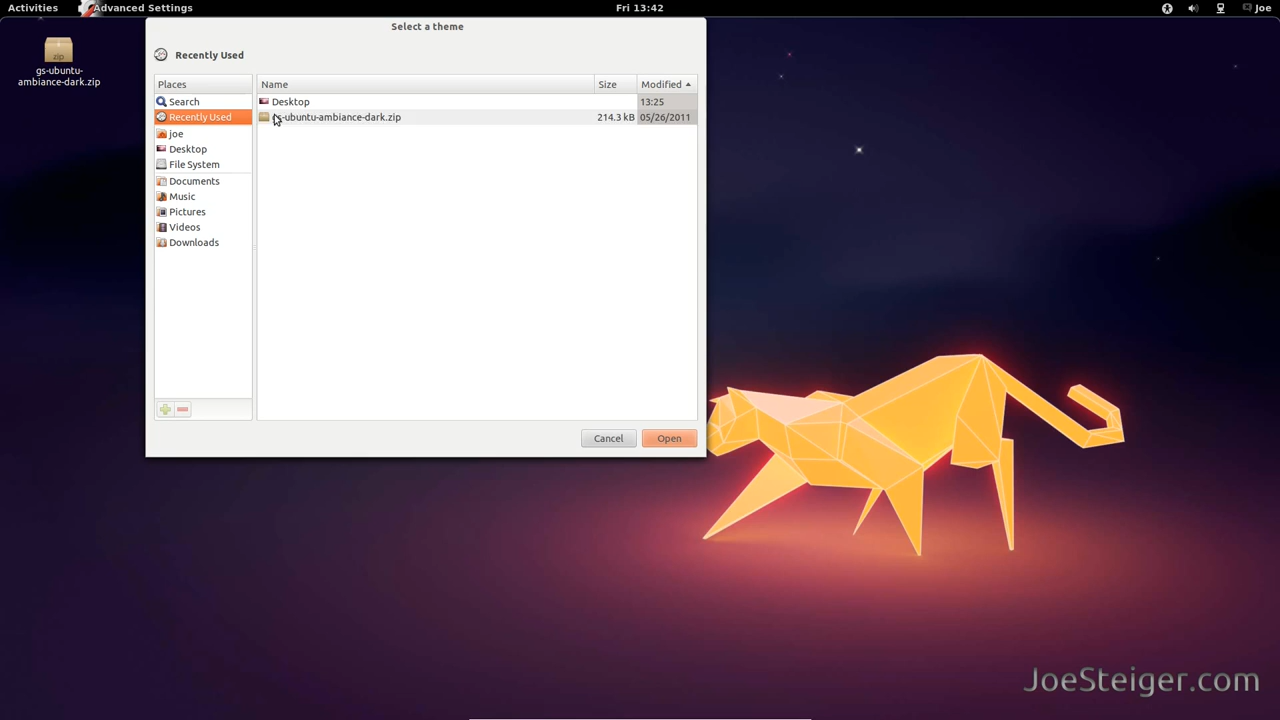 Activities Advanced Settings Fri 13:42 Joe
zip
gs-ubuntu-
ambiance-dark.zip
Select a theme
Recently Used
Places Name Size Modified
Search
Recently Used
joe
Desktop
File System
Documents
Music
Pictures
Videos
Downloads
Desktop 13:25
gs-ubuntu-ambiance-dark.zip 214.3 kB 05/26/2011
Cancel Open
JoeSteiger.com